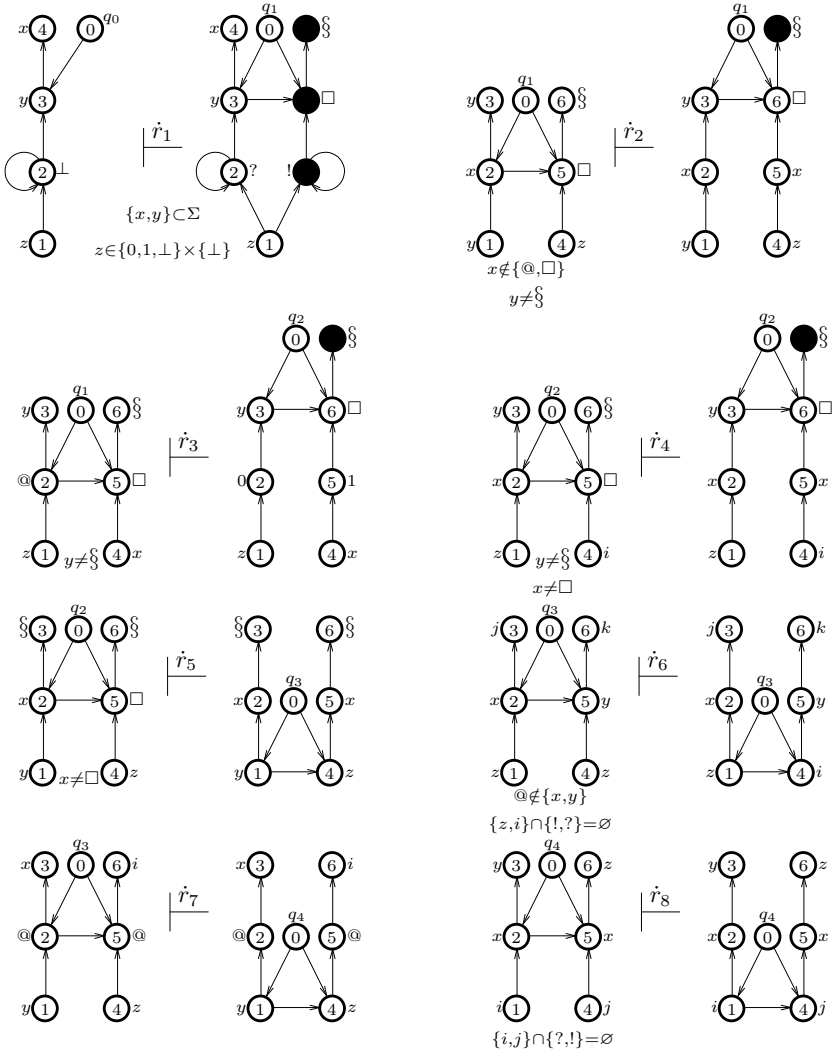 x 4 0 q₀
y 3
2 ⊥
z 1
ṙ₁
{x,y}⊂Σ
z∈{0,1,⊥}×{⊥}
q₁
x 4 0 §
y 3 □
2 ? !
z 1
q₁
y 3 0 6 §
x 2 5 □
y 1 4 z
x∉{@,□}
y≠§
ṙ₂
q₁
0 §
y 3 6 □
x 2 5 x
y 1 4 z
q₁
y 3 0 6 §
@ 2 5 □
z 1 4 x
y≠§
ṙ₃
q₂
0 §
y 3 6 □
0 2 5 1
z 1 4 x
q₂
y 3 0 6 §
x 2 5 □
z 1 4 i
y≠§
x≠□
ṙ₄
q₂
0 §
y 3 6 □
x 2 5 x
z 1 4 i
q₂
§ 3 0 6 §
x 2 5 □
y 1 4 z
x≠□
ṙ₅
§ 3 6 §
q₃
x 2 0 5 x
y 1 4 z
q₃
j 3 0 6 k
x 2 5 y
z 1 4 z
@∉{x,y}
{z,i}∩{!,?}=∅
ṙ₆
j 3 6 k
q₃
x 2 0 5 y
z 1 4 i
q₃
x 3 0 6 i
@ 2 5 @
y 1 4 z
ṙ₇
x 3 6 i
q₄
@ 2 0 5 @
y 1 4 z
q₄
y 3 0 6 z
x 2 5 x
i 1 4 j
{i,j}∩{?,!}=∅
ṙ₈
y 3 6 z
q₄
x 2 0 5 x
i 1 4 j